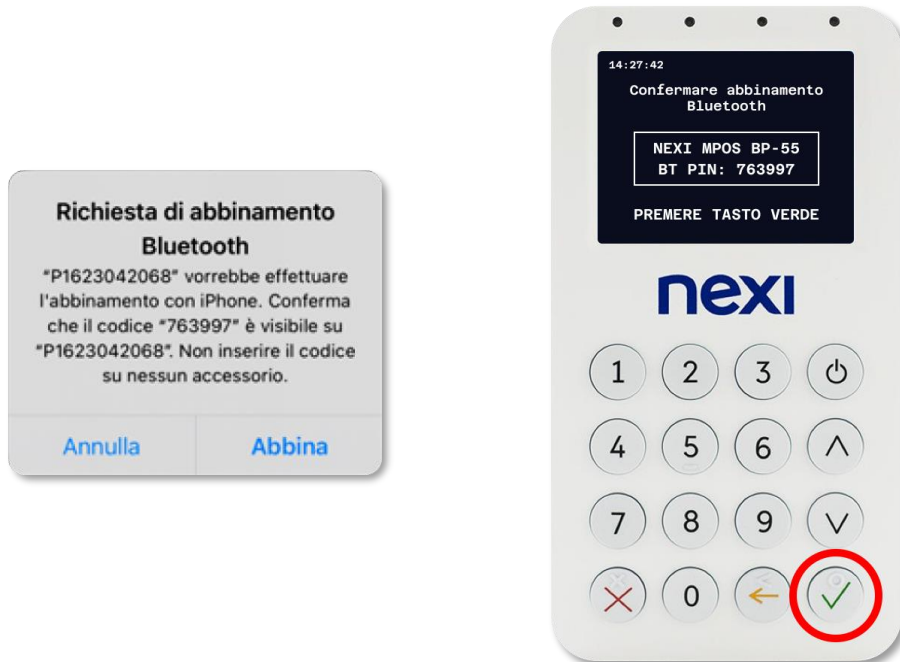 Richiesta di abbinamento
Bluetooth
"P1623042068" vorrebbe effettuare
l'abbinamento con iPhone. Conferma
che il codice "763997" è visibile su
"P1623042068". Non inserire il codice
su nessun accessorio.
Annulla Abbina
14:27:42
Confermare abbinamento
Bluetooth
NEXI MPOS BP-55
BT PIN: 763997
PREMERE TASTO VERDE
nexi
1 2 3
4 5 6
7 8 9
0